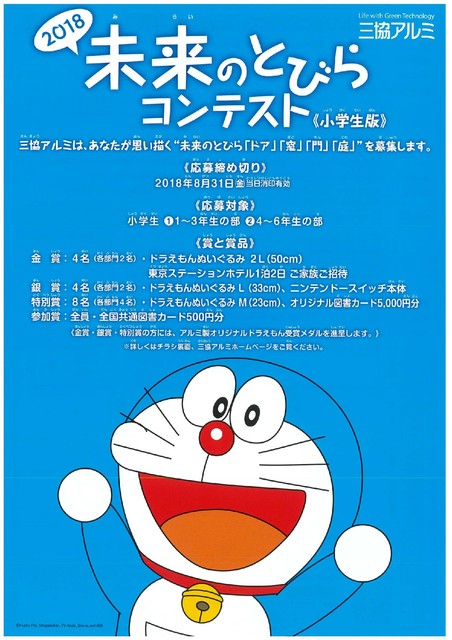 2018
Life with Green Technology
三協アルミ
未来のとびら
コンテスト《小学生版》
三協アルミは、あなたが思い描く“未来のとびら「ドア」「窓」「門」「庭」”を募集します。
《応募締め切り》
2018年8月31日㊎当日消印有効
《応募対象》
小学生 ❶1〜3年生の部 ❷4〜6年生の部
《賞と賞品》
金 賞：4名（各部門2名）・ドラえもんぬいぐるみ 2L（50cm）
東京ステーションホテル1泊2日 ご家族ご招待
銀 賞：4名（各部門2名）・ドラえもんぬいぐるみ L（33cm）、ニンテンドースイッチ本体
特別賞：8名（各部門4名）・ドラえもんぬいぐるみ M（23cm）、オリジナル図書カード5,000円分
参加賞：全員・全国共通図書カード500円分
（金賞・銀賞・特別賞の方には、アルミ製オリジナルドラえもん受賞メダルを進呈します。）
※詳しくはチラシ裏面、三協アルミホームページをご覧ください。